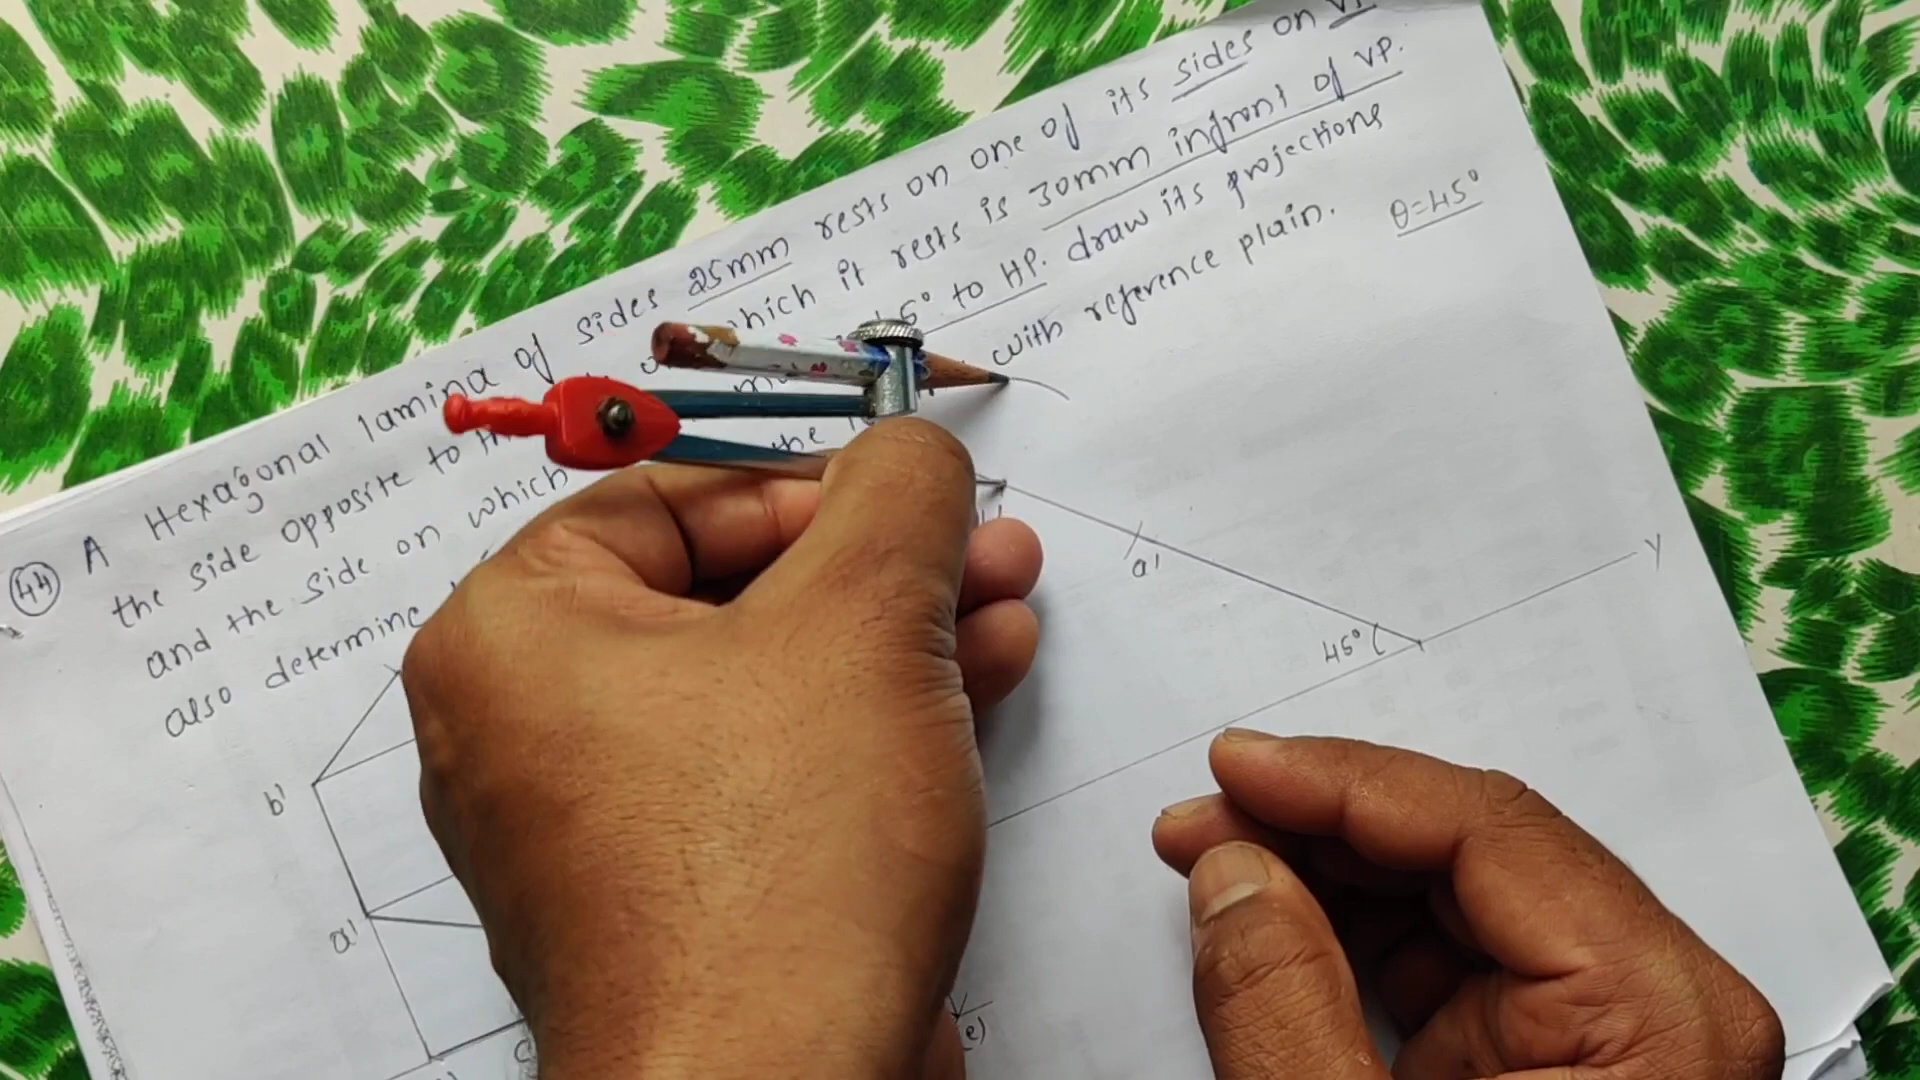 44 A Hexagonal lamina of sides 25mm rests on one of its sides on
the side opposite to which it rests is 30mm infront of VP.
and the side on which 45° to HP. draw its projections
also determine the with reference plain.
θ=45°
a'
45°
Y
b'
a'
(e)